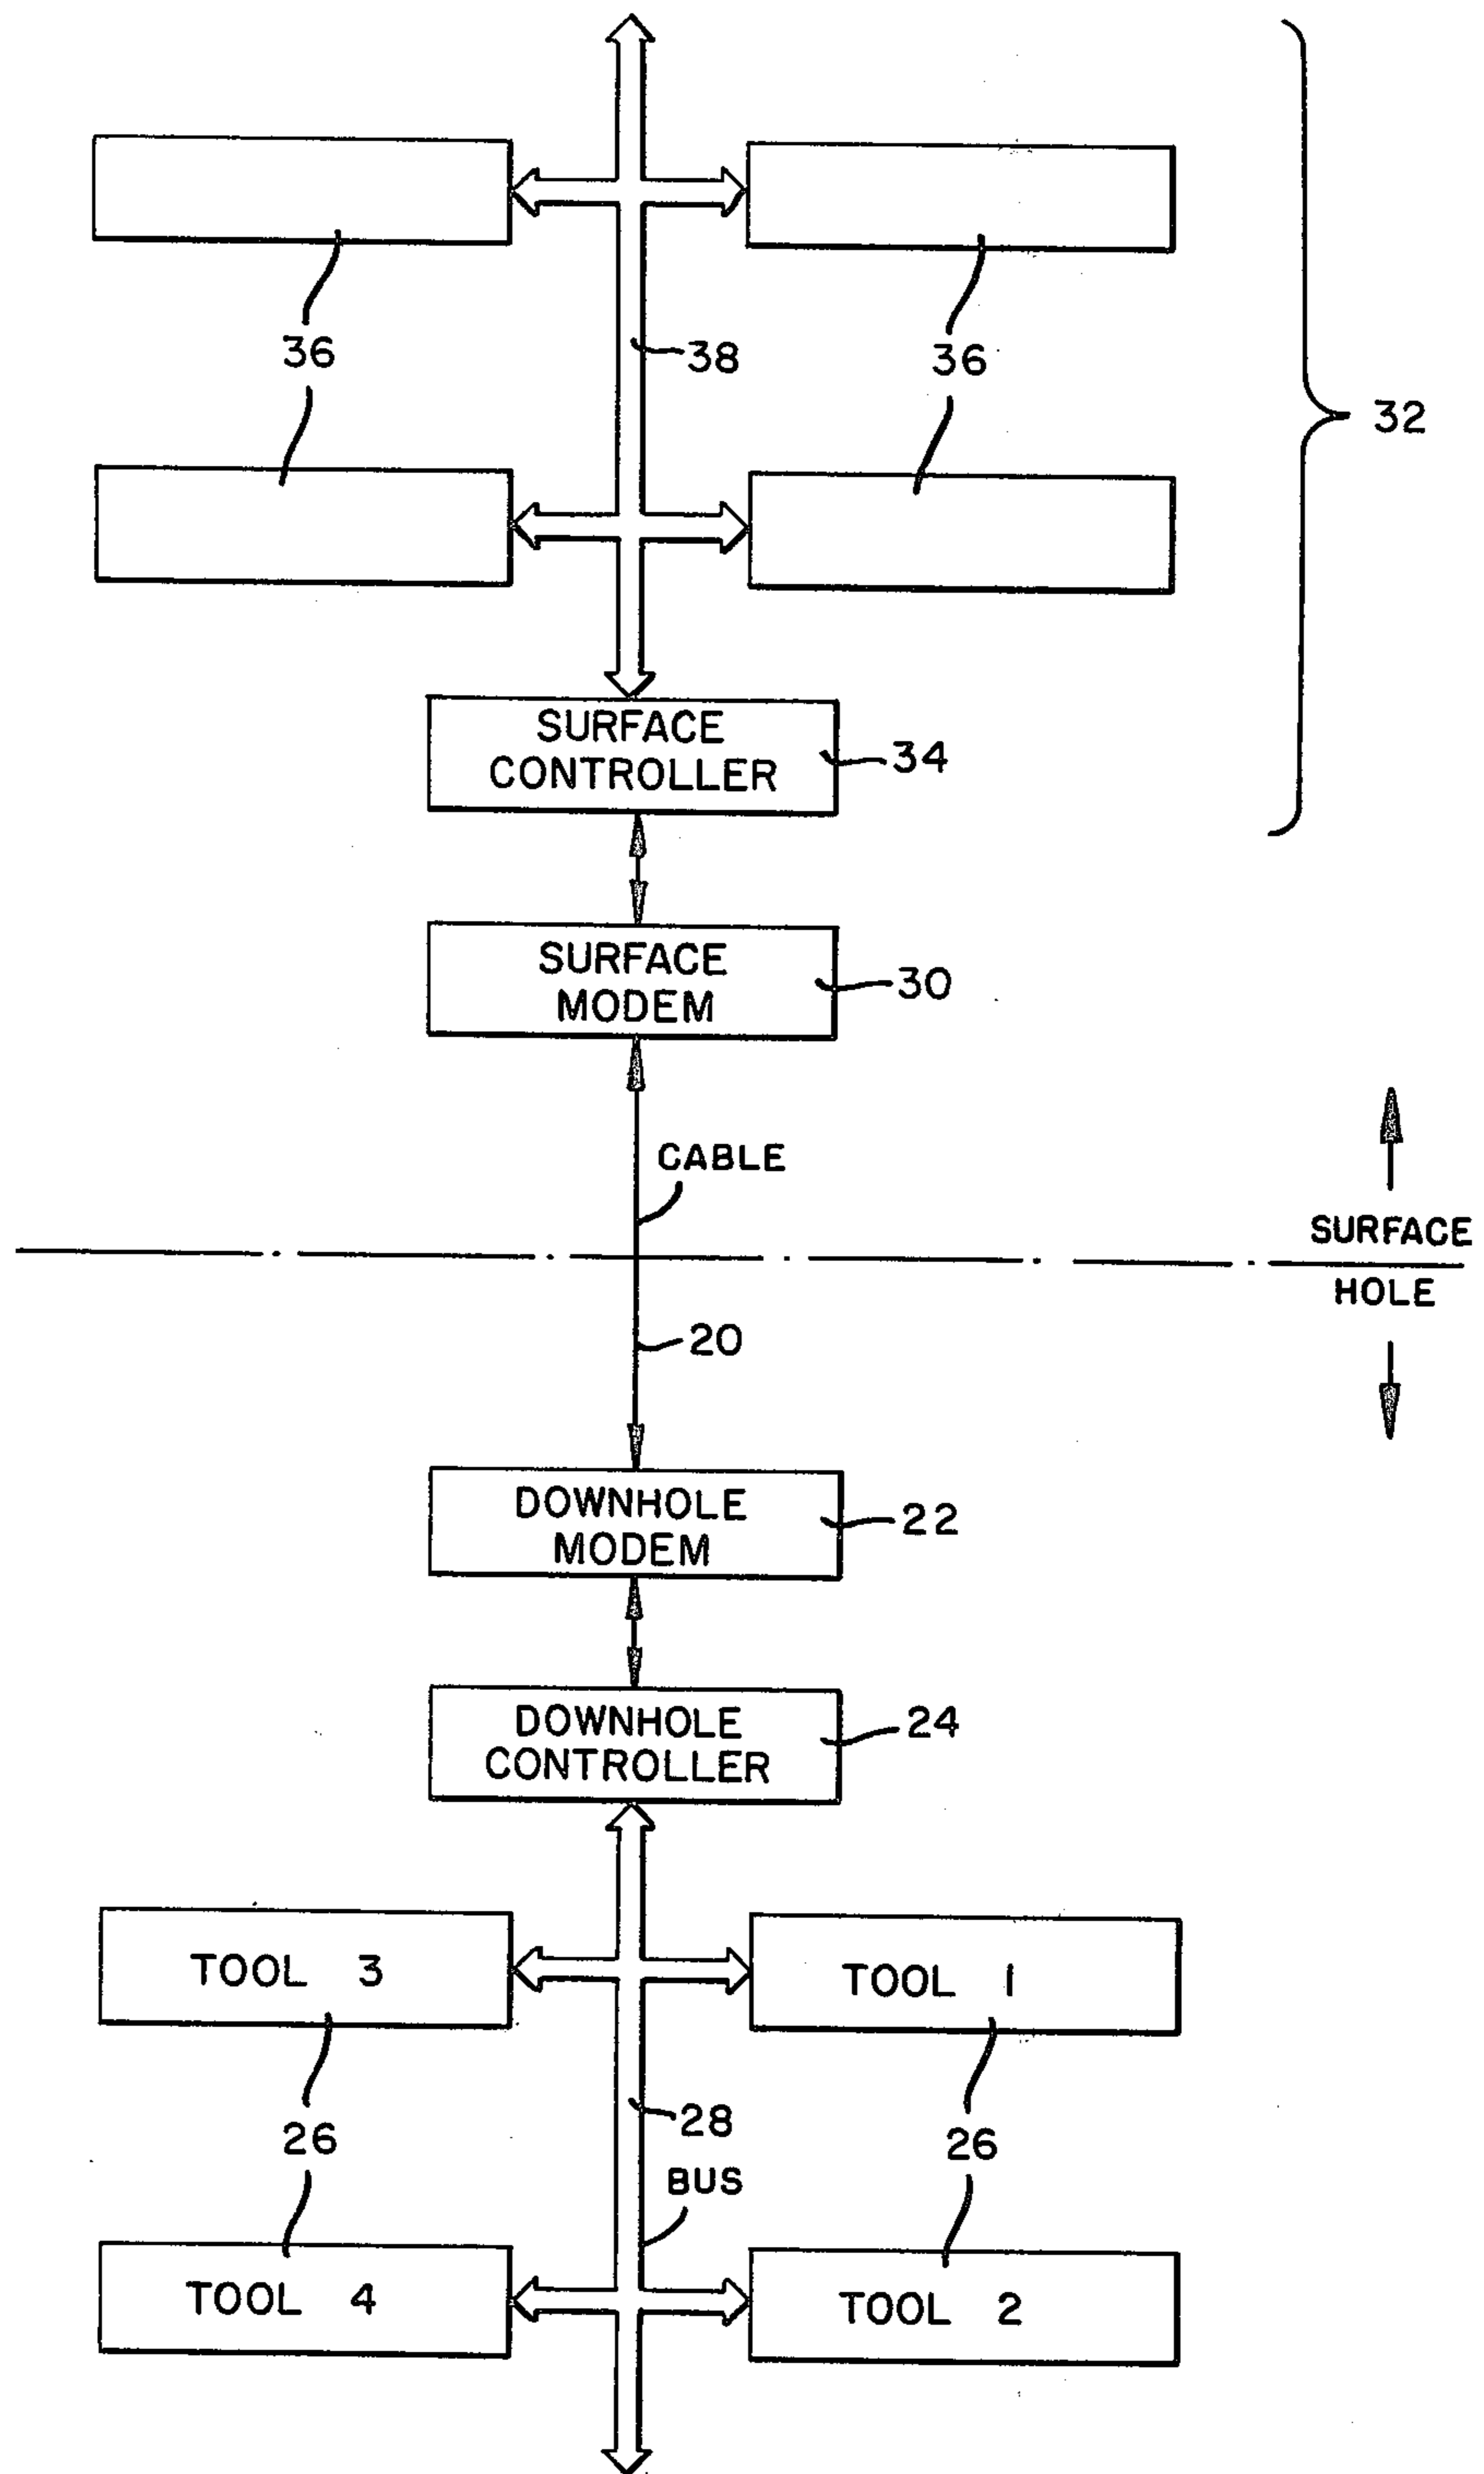 36
38
36
32
SURFACE
CONTROLLER
34
SURFACE
MODEM
30
CABLE
SURFACE
HOLE
20
DOWNHOLE
MODEM
22
DOWNHOLE
CONTROLLER
24
TOOL 3
TOOL 1
28
26
26
BUS
TOOL 4
TOOL 2